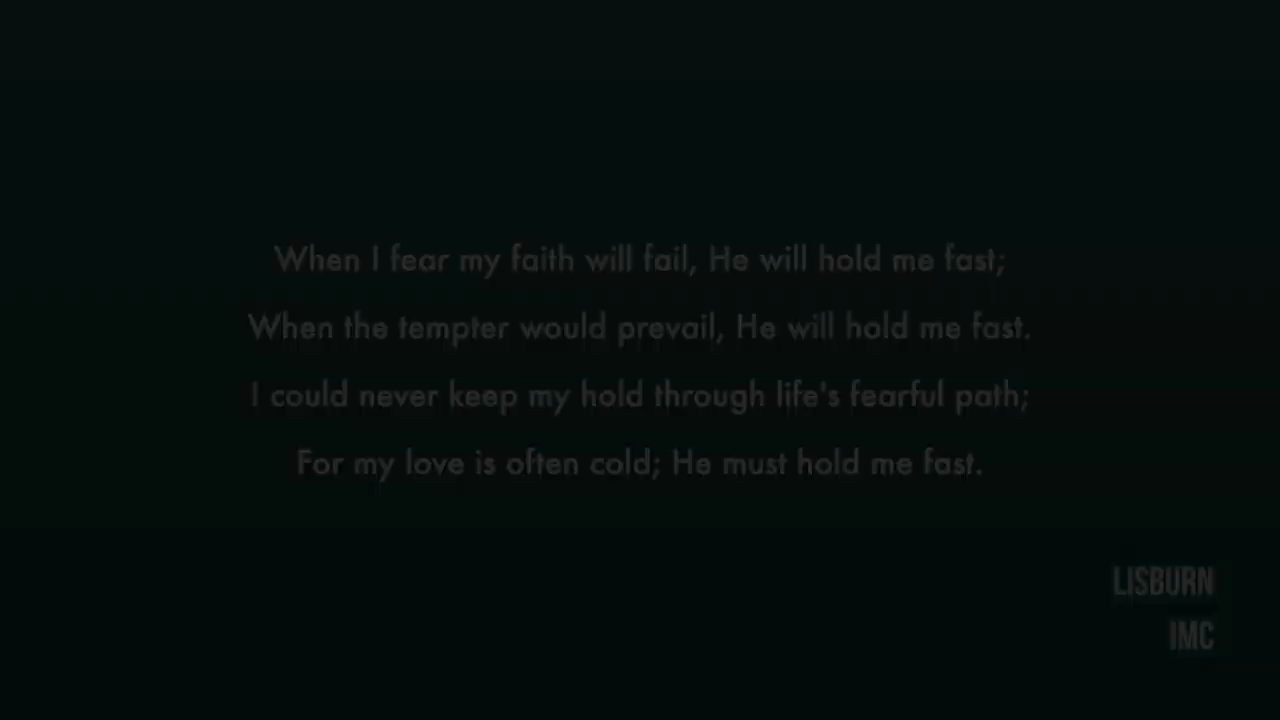 When I fear my faith will fail, He will hold me fast;
When the tempter would prevail, He will hold me fast.
I could never keep my hold through life's fearful path;
For my love is often cold; He must hold me fast.
LISBURN
IMC